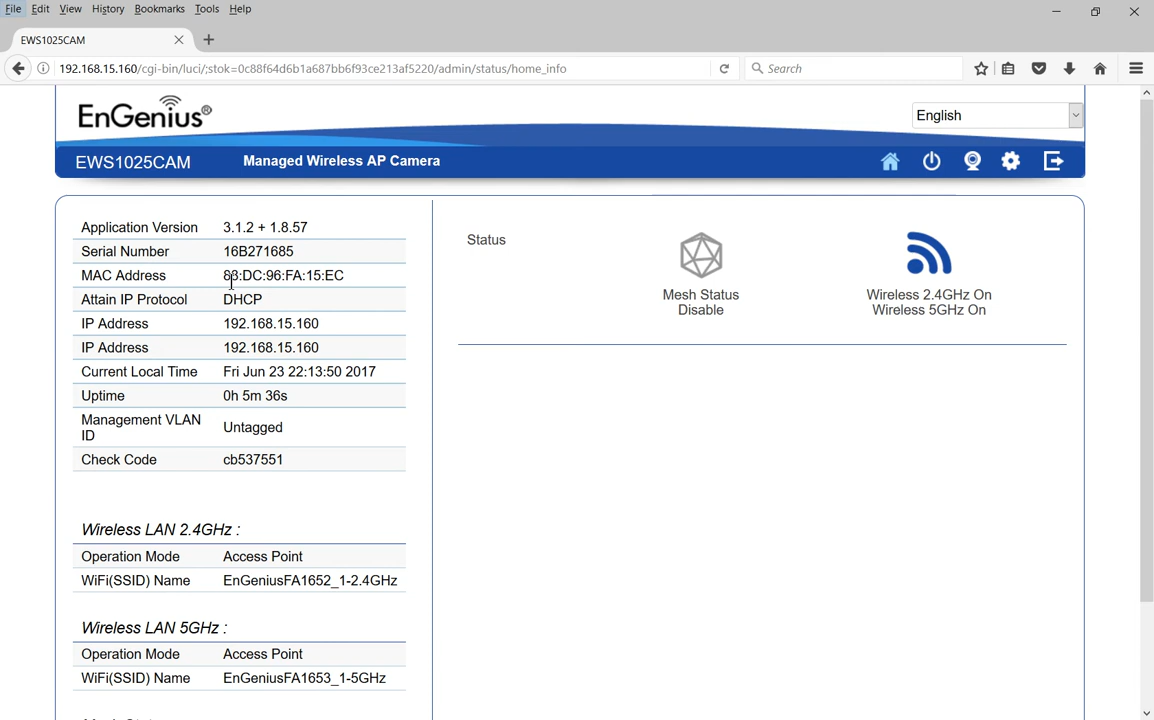 File Edit View History Bookmarks Tools Help
EWS1025CAM
192.168.15.160/cgi-bin/luci/;stok=0c88f64d6b1a687bb6f93ce213af5220/admin/status/home_info
Search
EnGenius®
English
EWS1025CAM
Managed Wireless AP Camera
Application Version 3.1.2 + 1.8.57
Serial Number 16B271685
MAC Address 88:DC:96:FA:15:EC
Attain IP Protocol DHCP
IP Address 192.168.15.160
IP Address 192.168.15.160
Current Local Time Fri Jun 23 22:13:50 2017
Uptime 0h 5m 36s
Management VLAN
ID
Untagged
Check Code cb537551
Wireless LAN 2.4GHz :
Operation Mode Access Point
WiFi(SSID) Name EnGeniusFA1652_1-2.4GHz
Wireless LAN 5GHz :
Operation Mode Access Point
WiFi(SSID) Name EnGeniusFA1653_1-5GHz
Status
Mesh Status
Disable
Wireless 2.4GHz On
Wireless 5GHz On